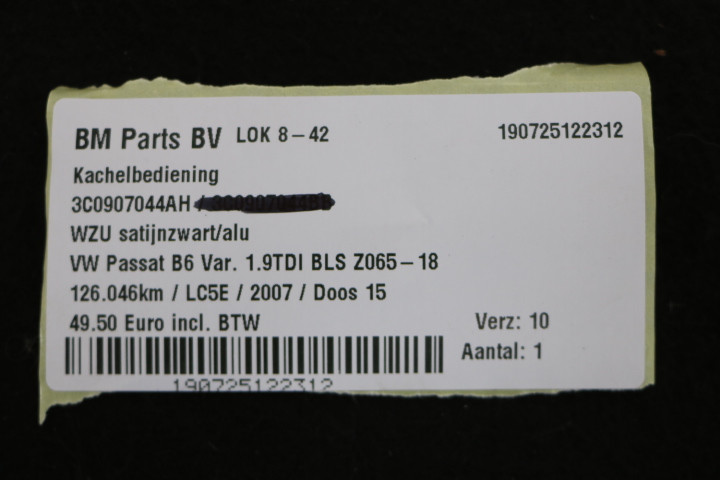 BM Parts BV LOK 8-42 190725122312
Kachelbediening
3C0907044AH /
WZU satijnzwart/alu
VW Passat B6 Var. 1.9TDI BLS Z065-18
126.046km / LC5E / 2007 / Doos 15
49.50 Euro incl. BTW Verz: 10
Aantal: 1
190725122312